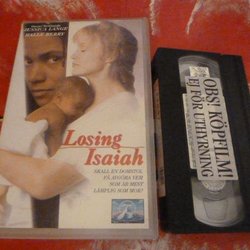 JESSICA LANGE
HALLE BERRY
Losing
Isaiah
SKALL EN DOMSTOL
FÅ AVGÖRA VEM
SOM ÄR MEST
LÄMPLIG SOM MOR?
OBS! KÖPFILM!
EJ FÖR UTHYRNING